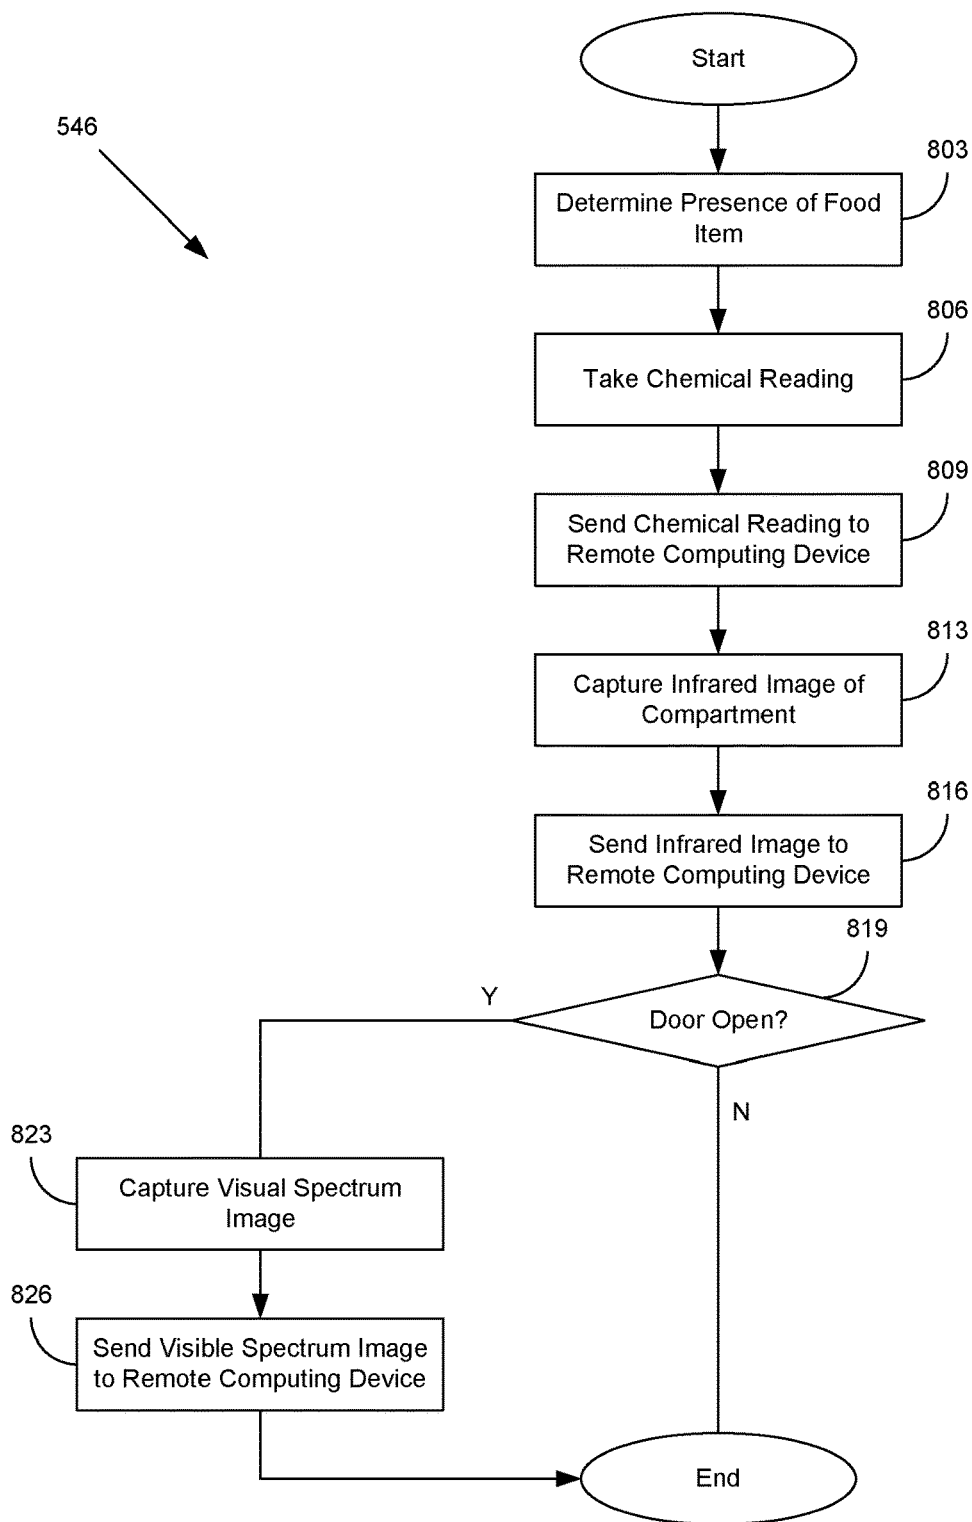 Start
546
803
Determine Presence of Food
Item
806
Take Chemical Reading
809
Send Chemical Reading to
Remote Computing Device
813
Capture Infrared Image of
Compartment
816
Send Infrared Image to
Remote Computing Device
819
Door Open?
Y
N
823
Capture Visual Spectrum
Image
826
Send Visible Spectrum Image
to Remote Computing Device
End